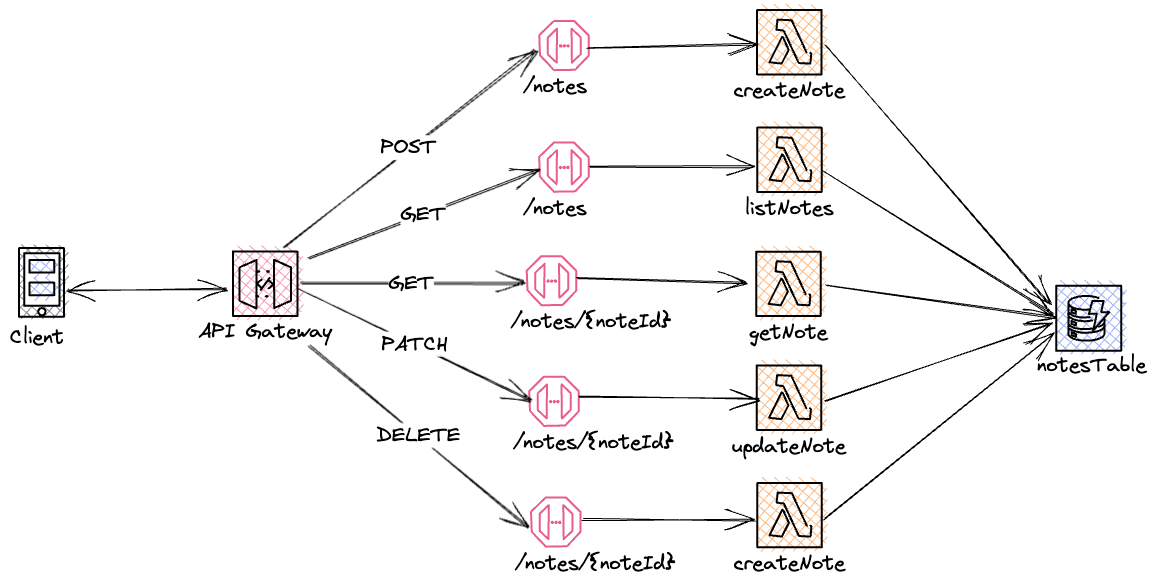 /notes
createNote
POST
/notes
listNotes
GET
Client
API Gateway
GET
/notes/{noteId}
getNote
notesTable
PATCH
/notes/{noteId}
updateNote
DELETE
/notes/{noteId}
createNote